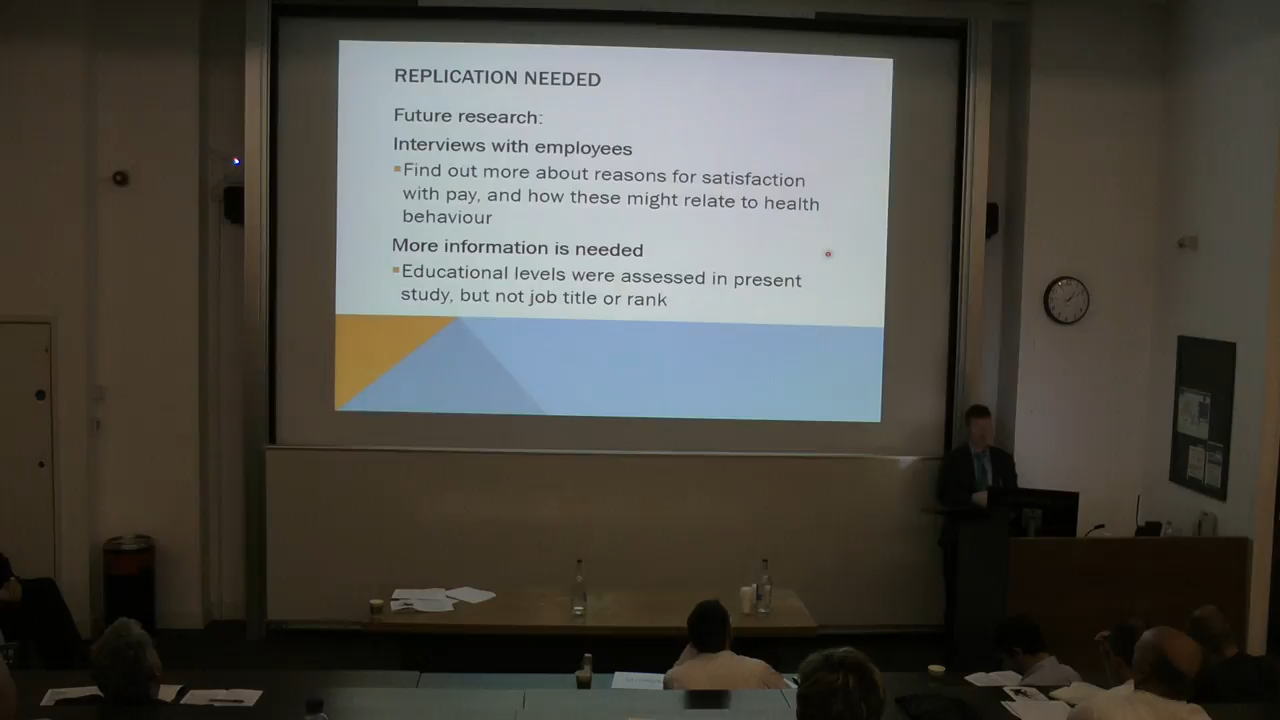 REPLICATION NEEDED
Future research:
Interviews with employees
Find out more about reasons for satisfaction
with pay, and how these might relate to health
behaviour
More information is needed
Educational levels were assessed in present
study, but not job title or rank